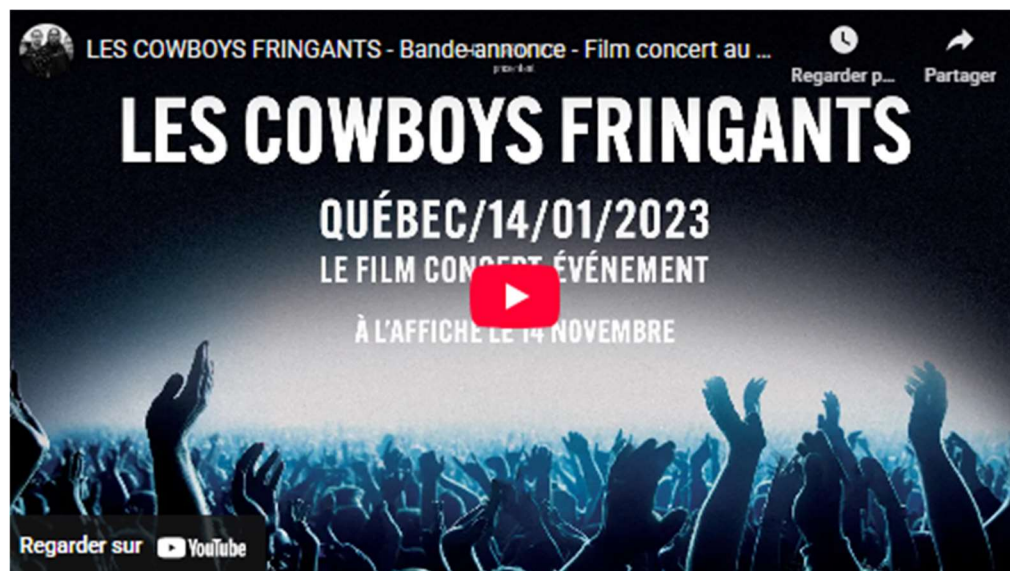 LES COWBOYS FRINGANTS - Bande-annonce - Film concert au ...
Regarder p...
Partager
LES COWBOYS FRINGANTS
QUÉBEC/14/01/2023
LE FILM CONCERT ÉVÉNEMENT
À L'AFFICHE LE 14 NOVEMBRE
Regarder sur YouTube